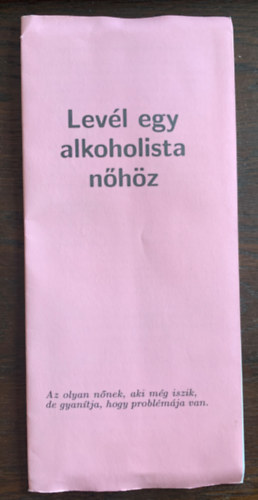 Levél egy
alkoholista
nőhöz
Az olyan nőnek, aki még iszik,
de gyanítja, hogy problémája van.